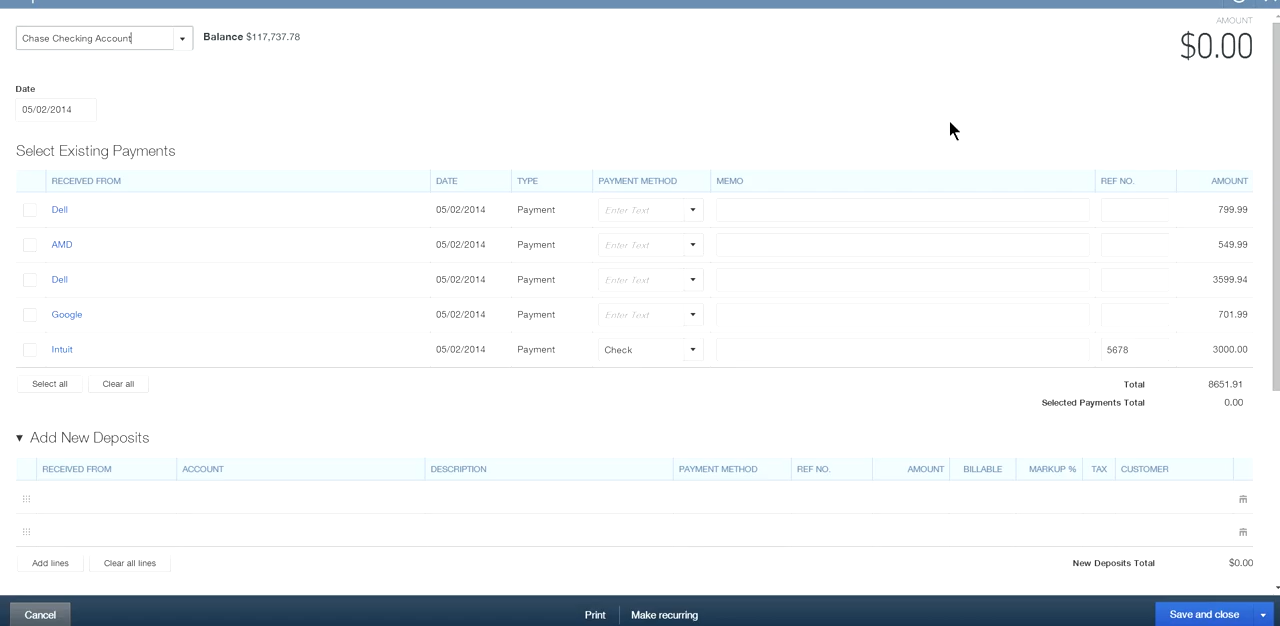 AMOUNT
Chase Checking Account Balance $117,737.78 $0.00
Date
05/02/2014
Select Existing Payments
RECEIVED FROM DATE TYPE PAYMENT METHOD MEMO REF NO. AMOUNT
Dell 05/02/2014 Payment Enter Text 799.99
AMD 05/02/2014 Payment Enter Text 549.99
Dell 05/02/2014 Payment Enter Text 3599.94
Google 05/02/2014 Payment Enter Text 701.99
Intuit 05/02/2014 Payment Check 5678 3000.00
Select all Clear all Total 8651.91
Selected Payments Total 0.00
Add New Deposits
RECEIVED FROM ACCOUNT DESCRIPTION PAYMENT METHOD REF NO. AMOUNT BILLABLE MARKUP % TAX CUSTOMER
Add lines Clear all lines New Deposits Total $0.00
Cancel Print Make recurring Save and close